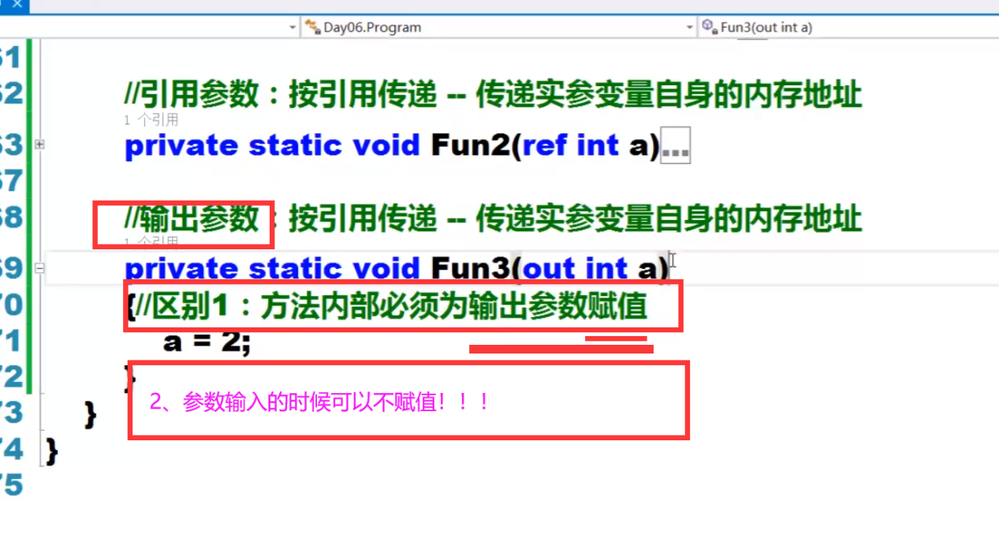 Day06.Program Fun3(out int a)
61
62 //引用参数：按引用传递 -- 传递实参变量自身的内存地址
1 个引用
63 private static void Fun2(ref int a)...
67
68 //输出参数：按引用传递 -- 传递实参变量自身的内存地址
1 个引用
69 private static void Fun3(out int a)
70 {//区别1：方法内部必须为输出参数赋值
71 a = 2;
72 }
2、参数输入的时候可以不赋值！！！
73 }
74 }
75